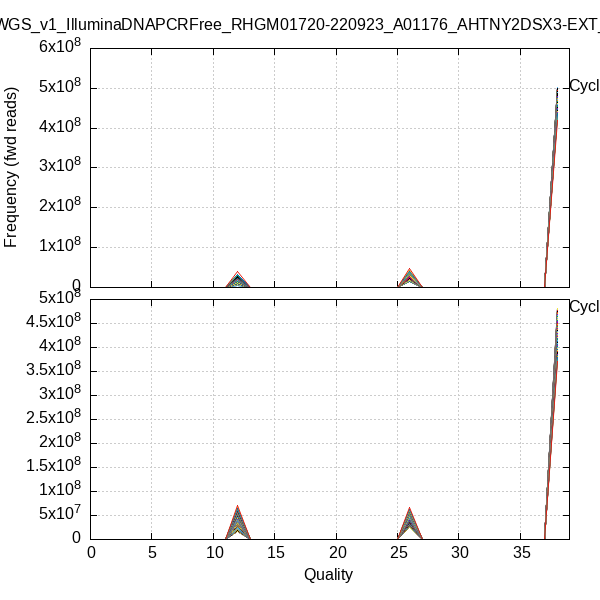 WGS_v1_IlluminaDNAPCRFree_RHGM01720-220923_A01176_AHTNY2DSX3-EXT_
6x10^8
5x10^8
4x10^8
3x10^8
2x10^8
1x10^8
0
Frequency (fwd reads)
Cycl
5x10^8
4.5x10^8
4x10^8
3.5x10^8
3x10^8
2.5x10^8
2x10^8
1.5x10^8
1x10^8
5x10^7
0
Cycl
0 5 10 15 20 25 30 35
Quality